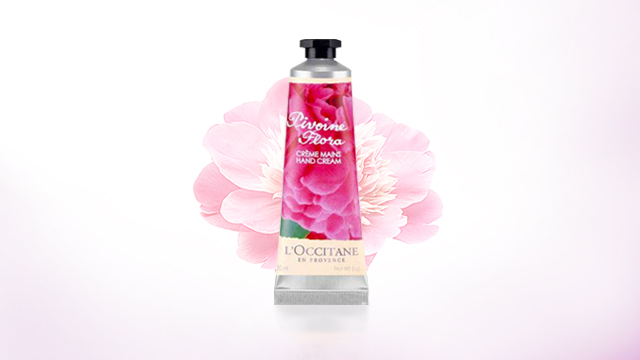 Pivoine
Flora
CRÈME MAINS
HAND CREAM
L'OCCITANE
EN PROVENCE